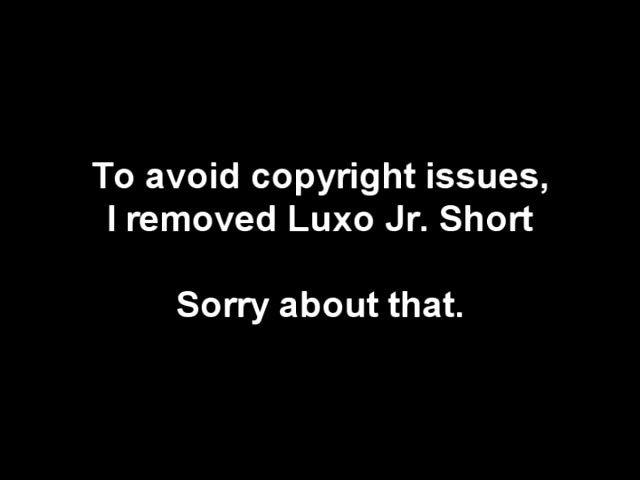 To avoid copyright issues,
I removed Luxo Jr. Short
Sorry about that.